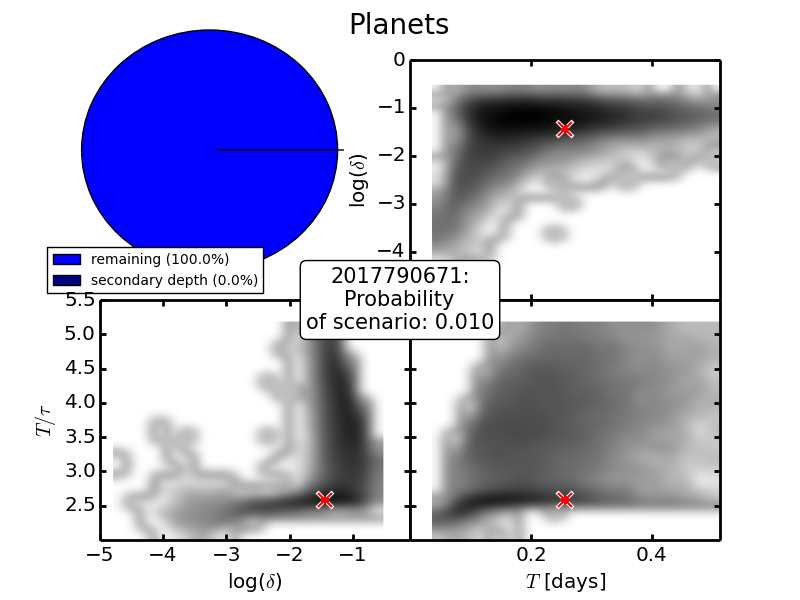 Planets
remaining (100.0%)
secondary depth (0.0%)
0
−1
−2
−3
−4
log(δ)
2017790671:
Probability
of scenario: 0.010
5.5
5.0
4.5
4.0
3.5
3.0
2.5
T/τ
−5
−4
−3
−2
−1
log(δ)
0.2
0.4
T [days]